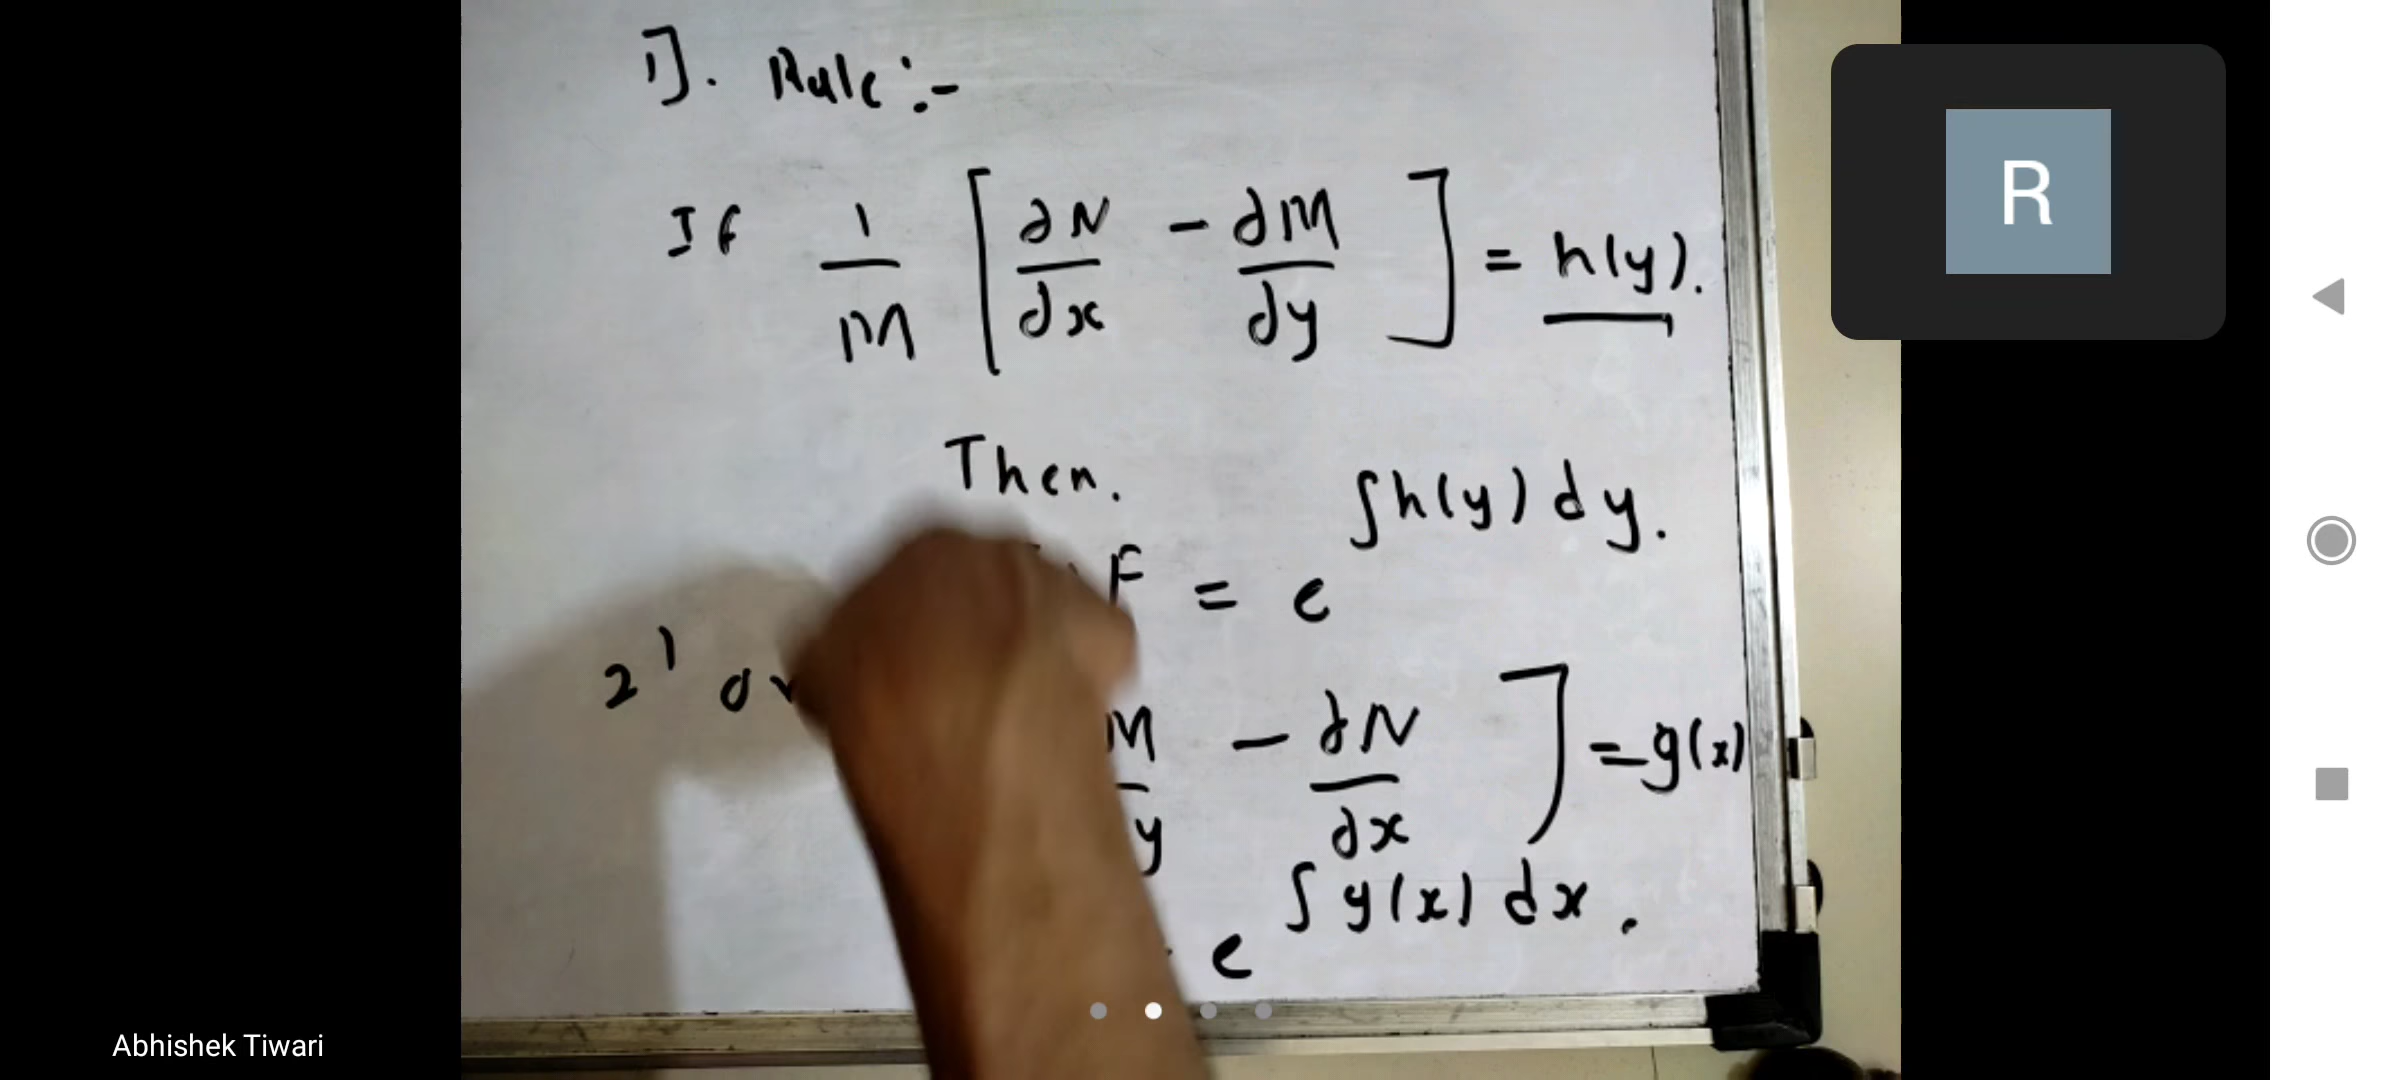 1]. Rule :-
If 1/M [∂N/∂x - ∂M/∂y] = h(y).
Then.
F = e^∫h(y) dy.
2'
M/y - ∂N/∂x ] = g(x)
e^∫g(x) dx.
R
Abhishek Tiwari